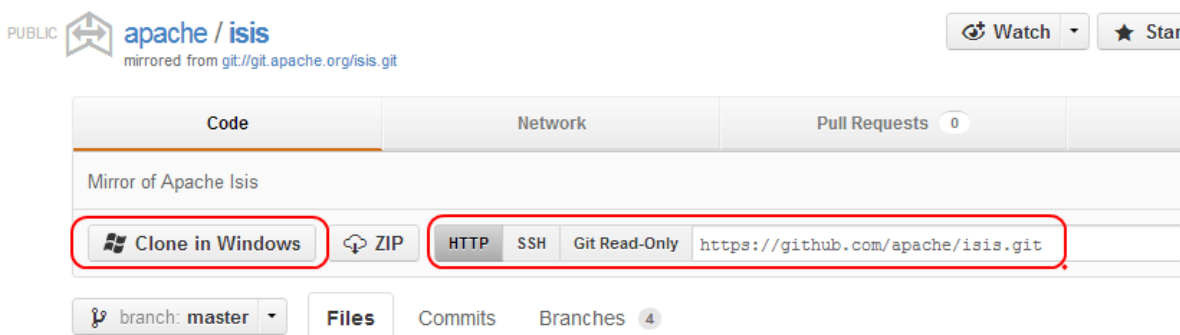 PUBLIC apache / isis
mirrored from git://git.apache.org/isis.git
Watch
Star
Code
Network
Pull Requests 0
Mirror of Apache Isis
Clone in Windows
ZIP
HTTP
SSH
Git Read-Only
https://github.com/apache/isis.git
branch: master
Files
Commits
Branches 4